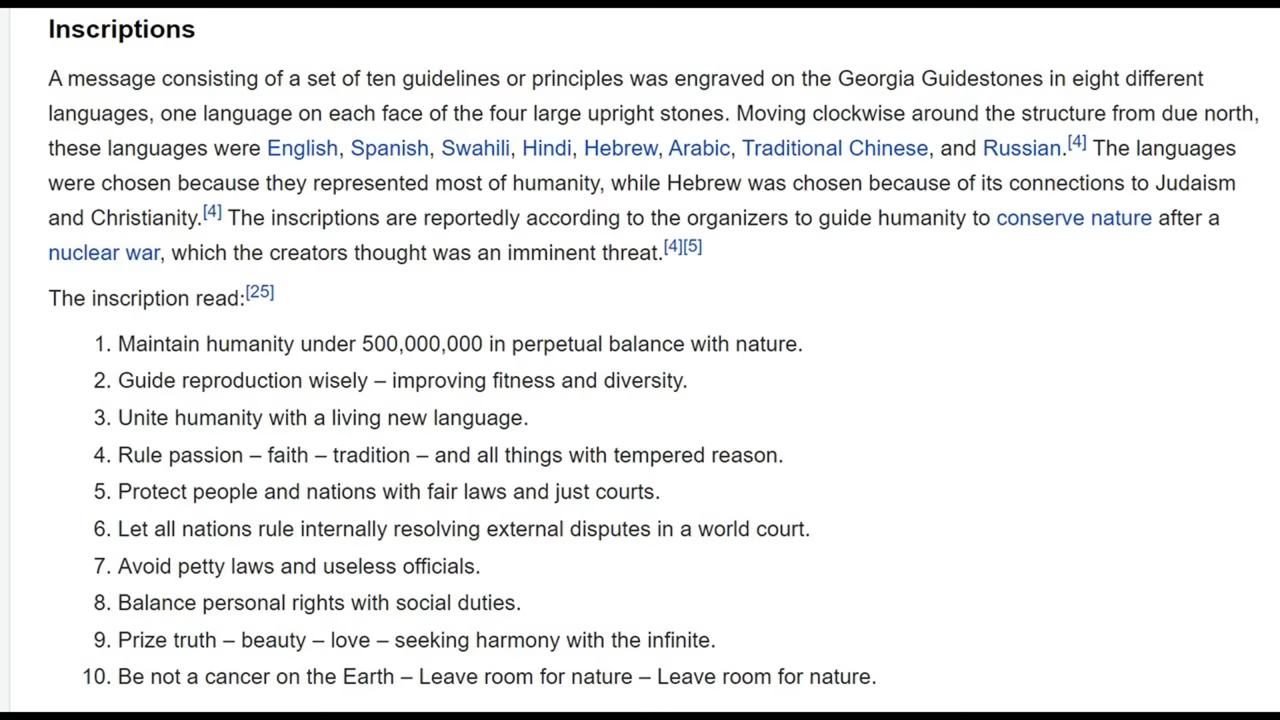 Inscriptions
A message consisting of a set of ten guidelines or principles was engraved on the Georgia Guidestones in eight different
languages, one language on each face of the four large upright stones. Moving clockwise around the structure from due north,
these languages were English, Spanish, Swahili, Hindi, Hebrew, Arabic, Traditional Chinese, and Russian.[4] The languages
were chosen because they represented most of humanity, while Hebrew was chosen because of its connections to Judaism
and Christianity.[4] The inscriptions are reportedly according to the organizers to guide humanity to conserve nature after a
nuclear war, which the creators thought was an imminent threat.[4][5]
The inscription read:[25]
1. Maintain humanity under 500,000,000 in perpetual balance with nature.
2. Guide reproduction wisely – improving fitness and diversity.
3. Unite humanity with a living new language.
4. Rule passion – faith – tradition – and all things with tempered reason.
5. Protect people and nations with fair laws and just courts.
6. Let all nations rule internally resolving external disputes in a world court.
7. Avoid petty laws and useless officials.
8. Balance personal rights with social duties.
9. Prize truth – beauty – love – seeking harmony with the infinite.
10. Be not a cancer on the Earth – Leave room for nature – Leave room for nature.